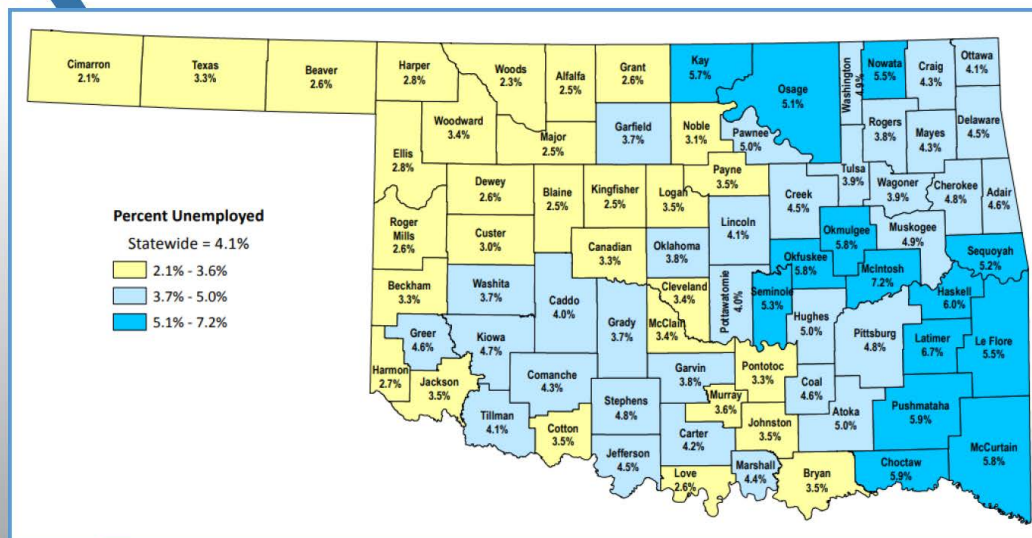 Cimarron
2.1%
Texas
3.3%
Beaver
2.6%
Harper
2.8%
Woods
2.3%
Alfalfa
2.5%
Grant
2.6%
Kay
5.7%
Osage
5.1%
Washington
4.9%
Nowata
5.5%
Craig
4.3%
Ottawa
4.1%
Woodward
3.4%
Major
2.5%
Garfield
3.7%
Noble
3.1%
Pawnee
5.0%
Rogers
3.8%
Mayes
4.3%
Delaware
4.5%
Ellis
2.8%
Dewey
2.6%
Blaine
2.5%
Kingfisher
2.5%
Logan
3.5%
Payne
3.5%
Creek
4.5%
Tulsa
3.9%
Wagoner
3.9%
Cherokee
4.8%
Adair
4.6%
Percent Unemployed
Statewide = 4.1%
2.1% - 3.6%
3.7% - 5.0%
5.1% - 7.2%
Roger
Mills
2.6%
Custer
3.0%
Canadian
3.3%
Oklahoma
3.8%
Lincoln
4.1%
Okfuskee
5.8%
Okmulgee
5.8%
Muskogee
4.9%
McIntosh
7.2%
Sequoyah
5.2%
Beckham
3.3%
Washita
3.7%
Caddo
4.0%
Grady
3.7%
Cleveland
3.4%
McClain
3.4%
Pottawatomie
4.0%
Seminole
5.3%
Hughes
5.0%
Pittsburg
4.8%
Haskell
6.0%
Latimer
6.7%
Le Flore
5.5%
Greer
4.6%
Kiowa
4.7%
Harmon
2.7%
Jackson
3.5%
Comanche
4.3%
Stephens
4.8%
Garvin
3.8%
Murray
3.6%
Pontotoc
3.3%
Coal
4.6%
Atoka
5.0%
Pushmataha
5.9%
McCurtain
5.8%
Tillman
4.1%
Cotton
3.5%
Jefferson
4.5%
Carter
4.2%
Johnston
3.5%
Love
2.6%
Marshall
4.4%
Bryan
3.5%
Choctaw
5.9%